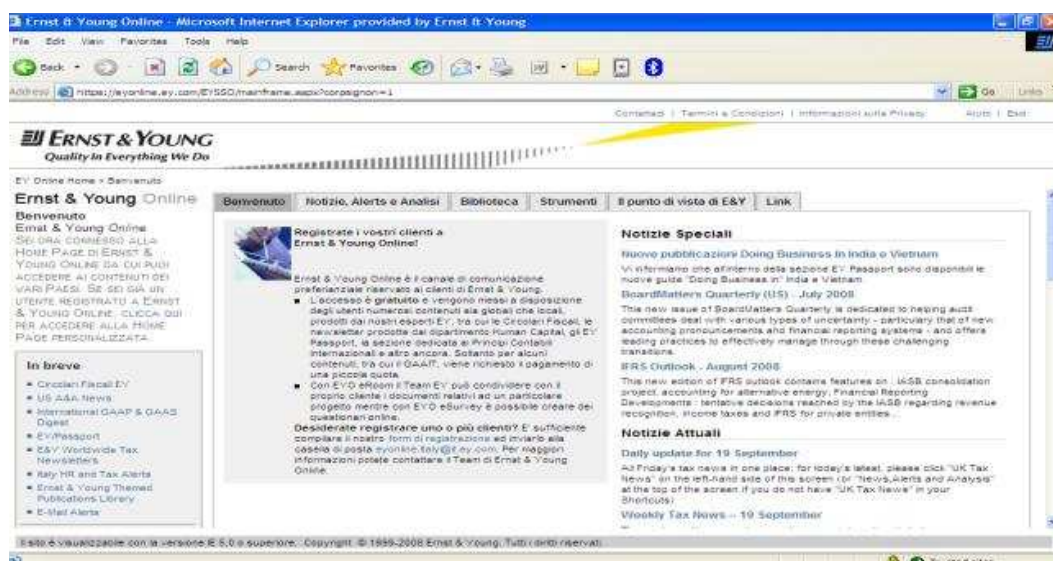 Ernst & Young Online - Microsoft Internet Explorer provided by Ernst & Young
File Edit View Favorites Tools Help
Back Search Favorites
Address https://eyonline.ey.com/EYSSO/mainframe.aspx?corpsignon=1 Go Links
Contattaci | Termini e Condizioni | Informazioni sulla Privacy Aiuto | Esci
ERNST & YOUNG
Quality In Everything We Do
EY Online Home > Benvenuto
Ernst & Young Online
Benvenuto
Ernst & Young Online
SEI ORA CONNESSO ALLA
HOME PAGE DI ERNST &
YOUNG ONLINE DA CUI PUOI
ACCEDERE AI CONTENUTI DEI
VARI PAESI. SE SEI GIÀ UN
UTENTE REGISTRATO A ERNST
& YOUNG ONLINE, CLICCA QUI
PER ACCEDERE ALLA HOME
PAGE PERSONALIZZATA.
In breve
Circolari Fiscali EY
US A&A News
International GAAP & GAAS
Digest
EY/Passport
E&Y Worldwide Tax
Newsletters
Italy HR and Tax Alerts
Ernst & Young Themed
Publications Library
E-Mail Alerts
Benvenuto Notizie, Alerts e Analisi Biblioteca Strumenti Il punto di vista di E&Y Link
Registrate i vostri clienti a
Ernst & Young Online!
Ernst & Young Online è il canale di comunicazione
preferenziale riservato ai clienti di Ernst & Young.
L'accesso è gratuito e vengono messi a disposizione
degli utenti numerosi contenuti sia globali che locali,
prodotti dai nostri esperti EY, tra cui le Circolari Fiscali, le
newsletter prodotte dal dipartimento Human Capital, gli EY
Passport, la sezione dedicata ai Principi Contabili
Internazionali e altro ancora. Soltanto per alcuni
contenuti, tra cui il GAAIT, viene richiesto il pagamento di
una piccola quota.
Con EYO eRoom il Team EY può condividere con il
proprio cliente i documenti relativi ad un particolare
progetto mentre con EYO eSurvey è possibile creare dei
questionari online.
Desiderate registrare uno o più clienti? E' sufficiente
compilare il nostro form di registrazione ed inviarlo alla
casella di posta eyonline.italy@it.ey.com. Per maggiori
informazioni potete contattare il Team di Ernst & Young
Online.
Notizie Speciali
Nuove pubblicazioni Doing Business in India e Vietnam
Vi informiamo che all'interno della sezione EY Passport sono disponibili le
nuove guide "Doing Business" in India e Vietnam
BoardMatters Quarterly (US) - July 2008
This new issue of BoardMatters Quarterly is dedicated to helping audit
committees deal with various types of uncertainty - particularly that of new
accounting pronouncements and financial reporting systems - and offers
leading practices to effectively manage through these challenging
transitions.
IFRS Outlook - August 2008
This new edition of IFRS outlook contains features on : IASB consolidation
project, accounting for alternative energy, Financial Reporting
Developments : tentative decisions reached by the IASB regarding revenue
recognition, income taxes and IFRS for private entities...
Notizie Attuali
Daily update for 19 September
All Friday's tax news in one place; for today's latest, please click "UK Tax
News" on the left-hand side of this screen (or "News, Alerts and Analysis"
at the top of the screen if you do not have "UK Tax News" in your
Shortcuts)
Weekly Tax News – 19 September
Il sito è visualizzabile con la versione IE 5.0 o superiore. Copyright © 1999-2008 Ernst & Young. Tutti i diritti riservati